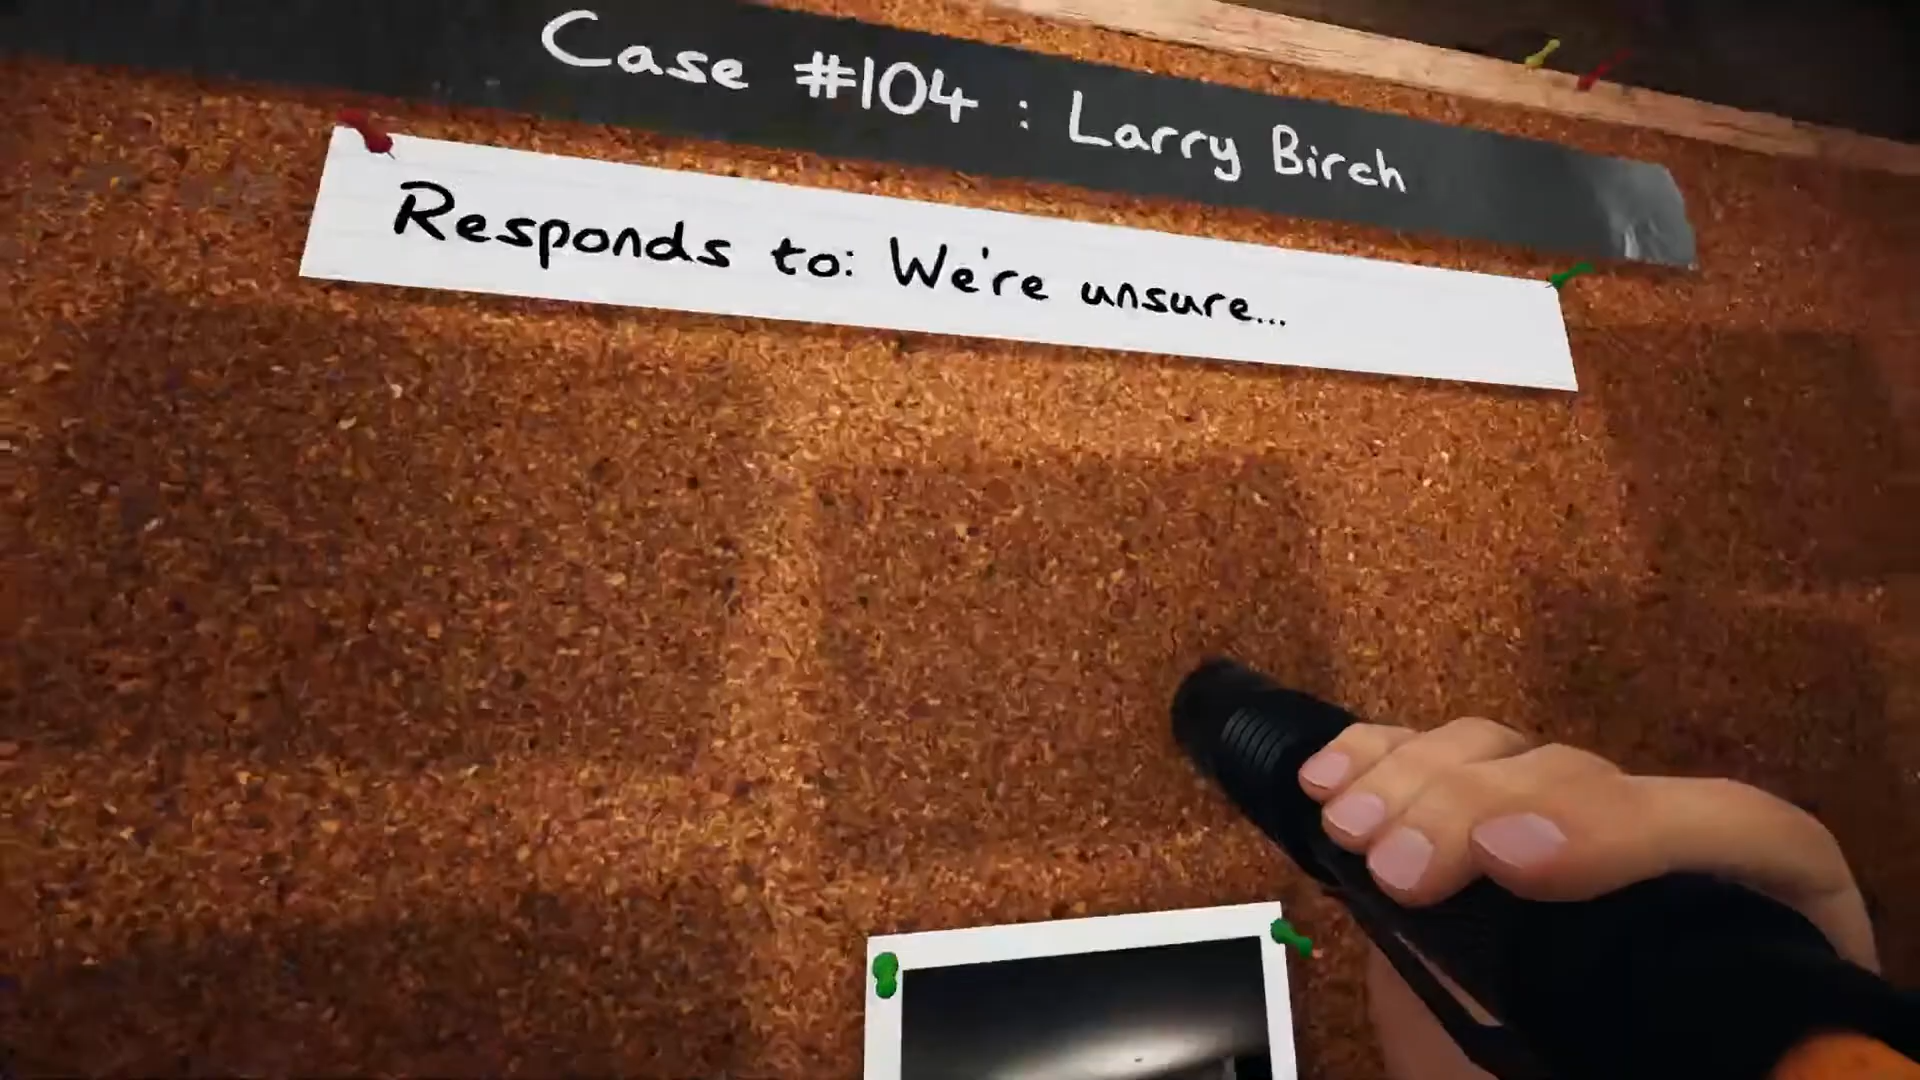 Case #104 : Larry Birch
Responds to: We're unsure...